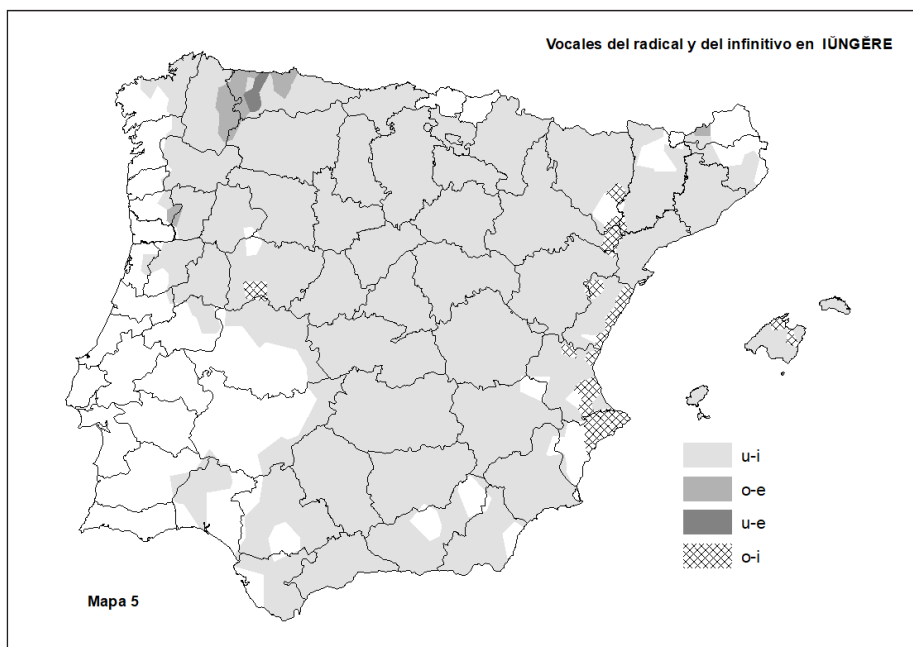 Vocales del radical y del infinitivo en IŬNGĔRE
u-i
o-e
u-e
o-i
Mapa 5